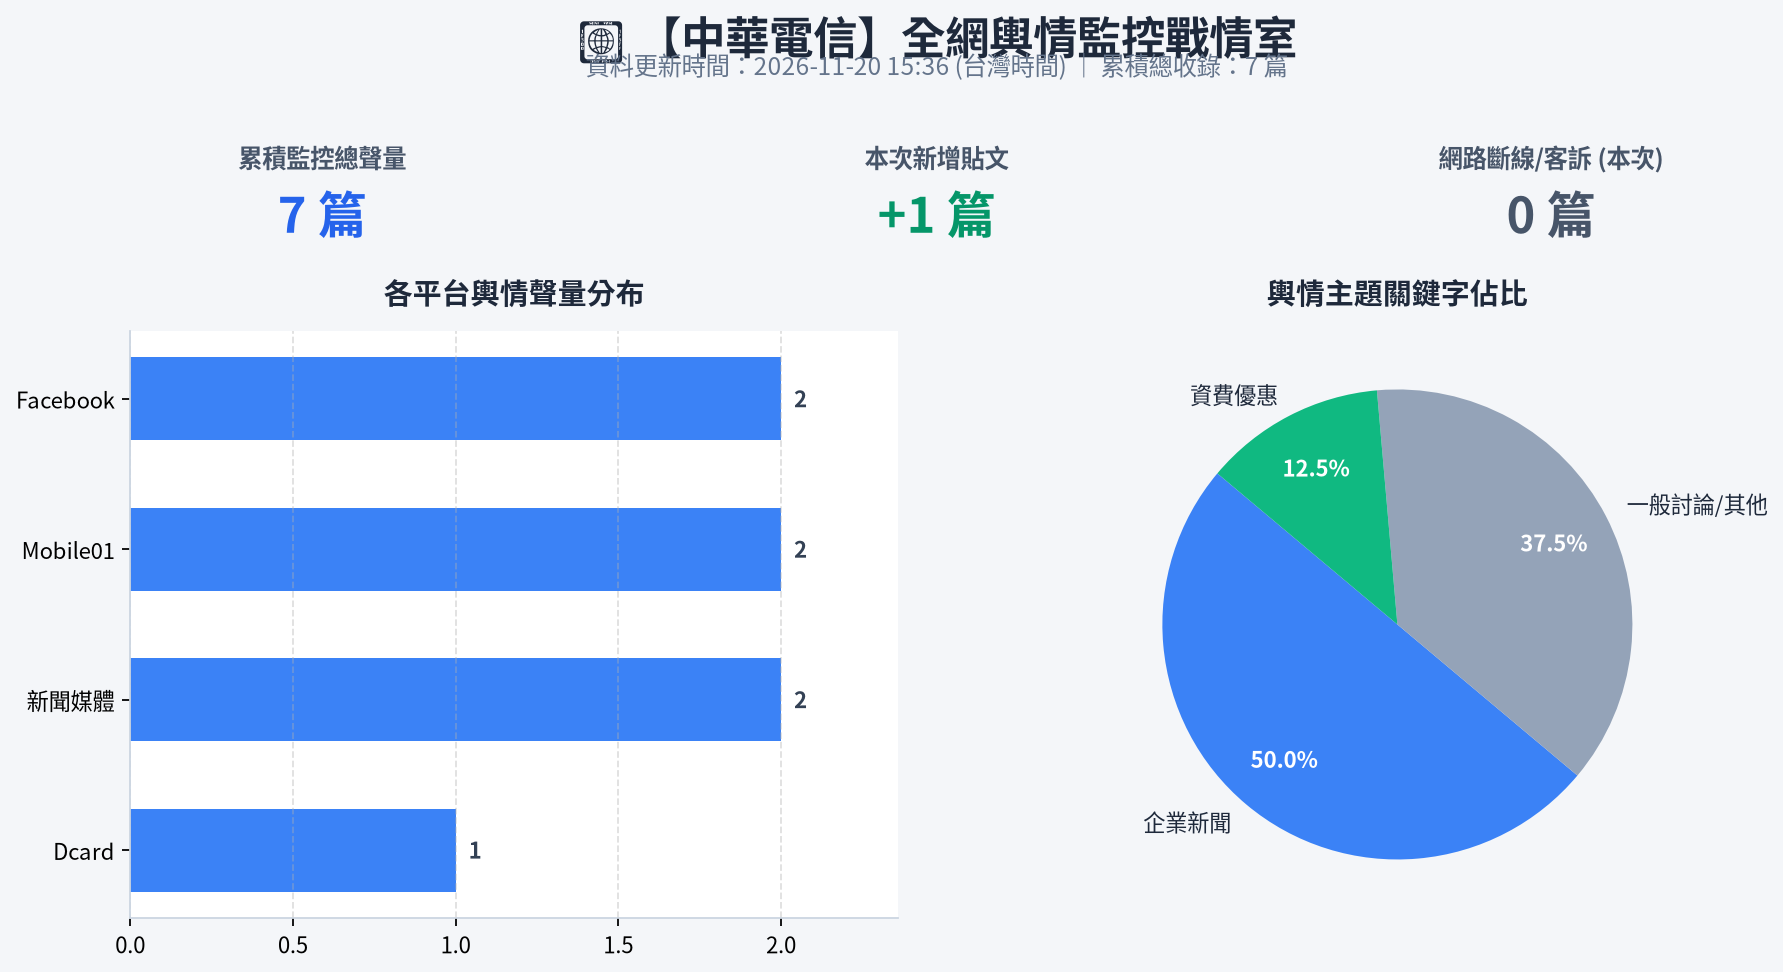 【中華電信】全網輿情監控戰情室
資料更新時間：2026-11-20 15:36 (台灣時間) ｜ 累積總收錄：7 篇
累積監控總聲量
7 篇
本次新增貼文
+1 篇
網路斷線/客訴 (本次)
0 篇
各平台輿情聲量分布
Facebook
2
Mobile01
2
新聞媒體
2
Dcard
1
0.0
0.5
1.0
1.5
2.0
輿情主題關鍵字佔比
資費優惠
12.5%
一般討論/其他
37.5%
50.0%
企業新聞